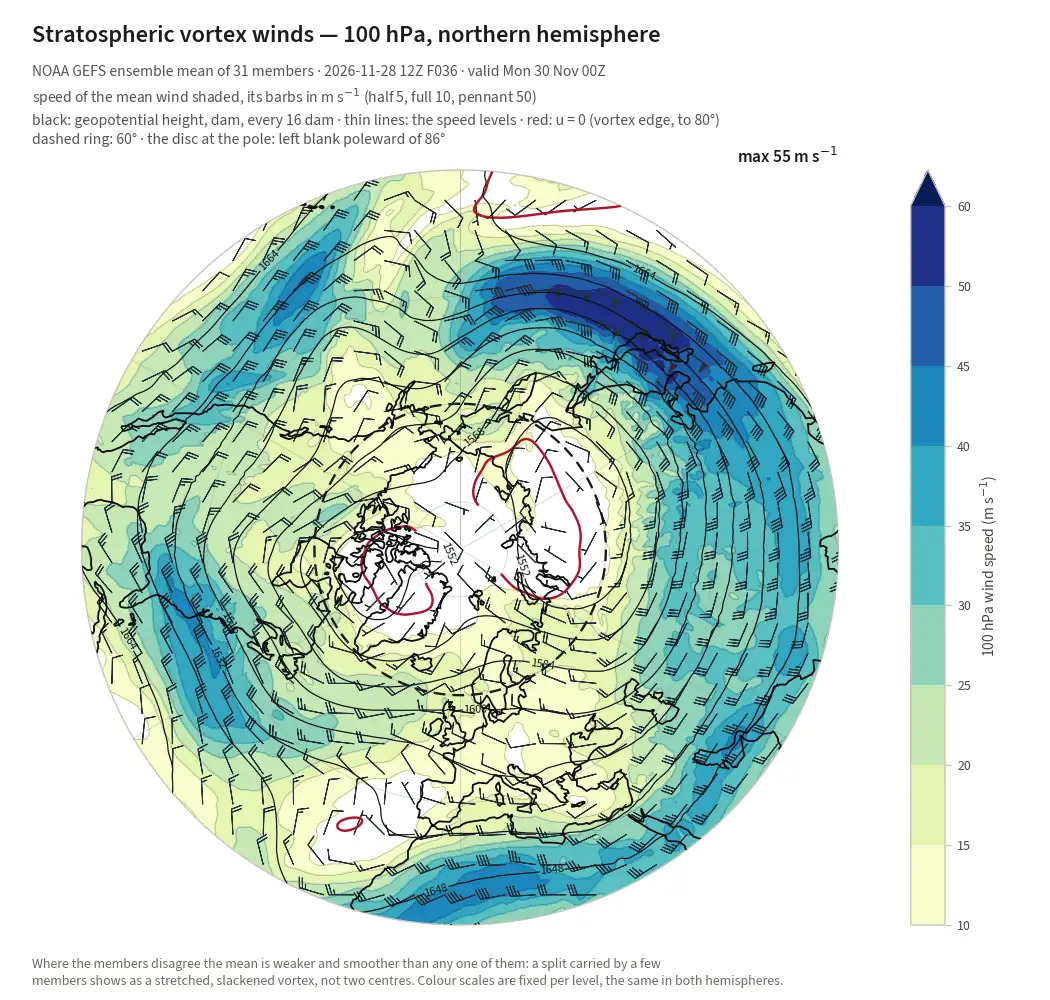 Stratospheric vortex winds — 100 hPa, northern hemisphere
NOAA GEFS ensemble mean of 31 members · 2026-11-28 12Z F036 · valid Mon 30 Nov 00Z
speed of the mean wind shaded, its barbs in m s⁻¹ (half 5, full 10, pennant 50)
black: geopotential height, dam, every 16 dam · thin lines: the speed levels · red: u = 0 (vortex edge, to 80°)
dashed ring: 60° · the disc at the pole: left blank poleward of 86°
max 55 m s⁻¹
1664
1664
1568
1552
1552
1664
1632
1584
1600
1648
1648
60
50
45
40
35
30
25
20
15
10
100 hPa wind speed (m s⁻¹)
Where the members disagree the mean is weaker and smoother than any one of them: a split carried by a few
members shows as a stretched, slackened vortex, not two centres. Colour scales are fixed per level, the same in both hemispheres.